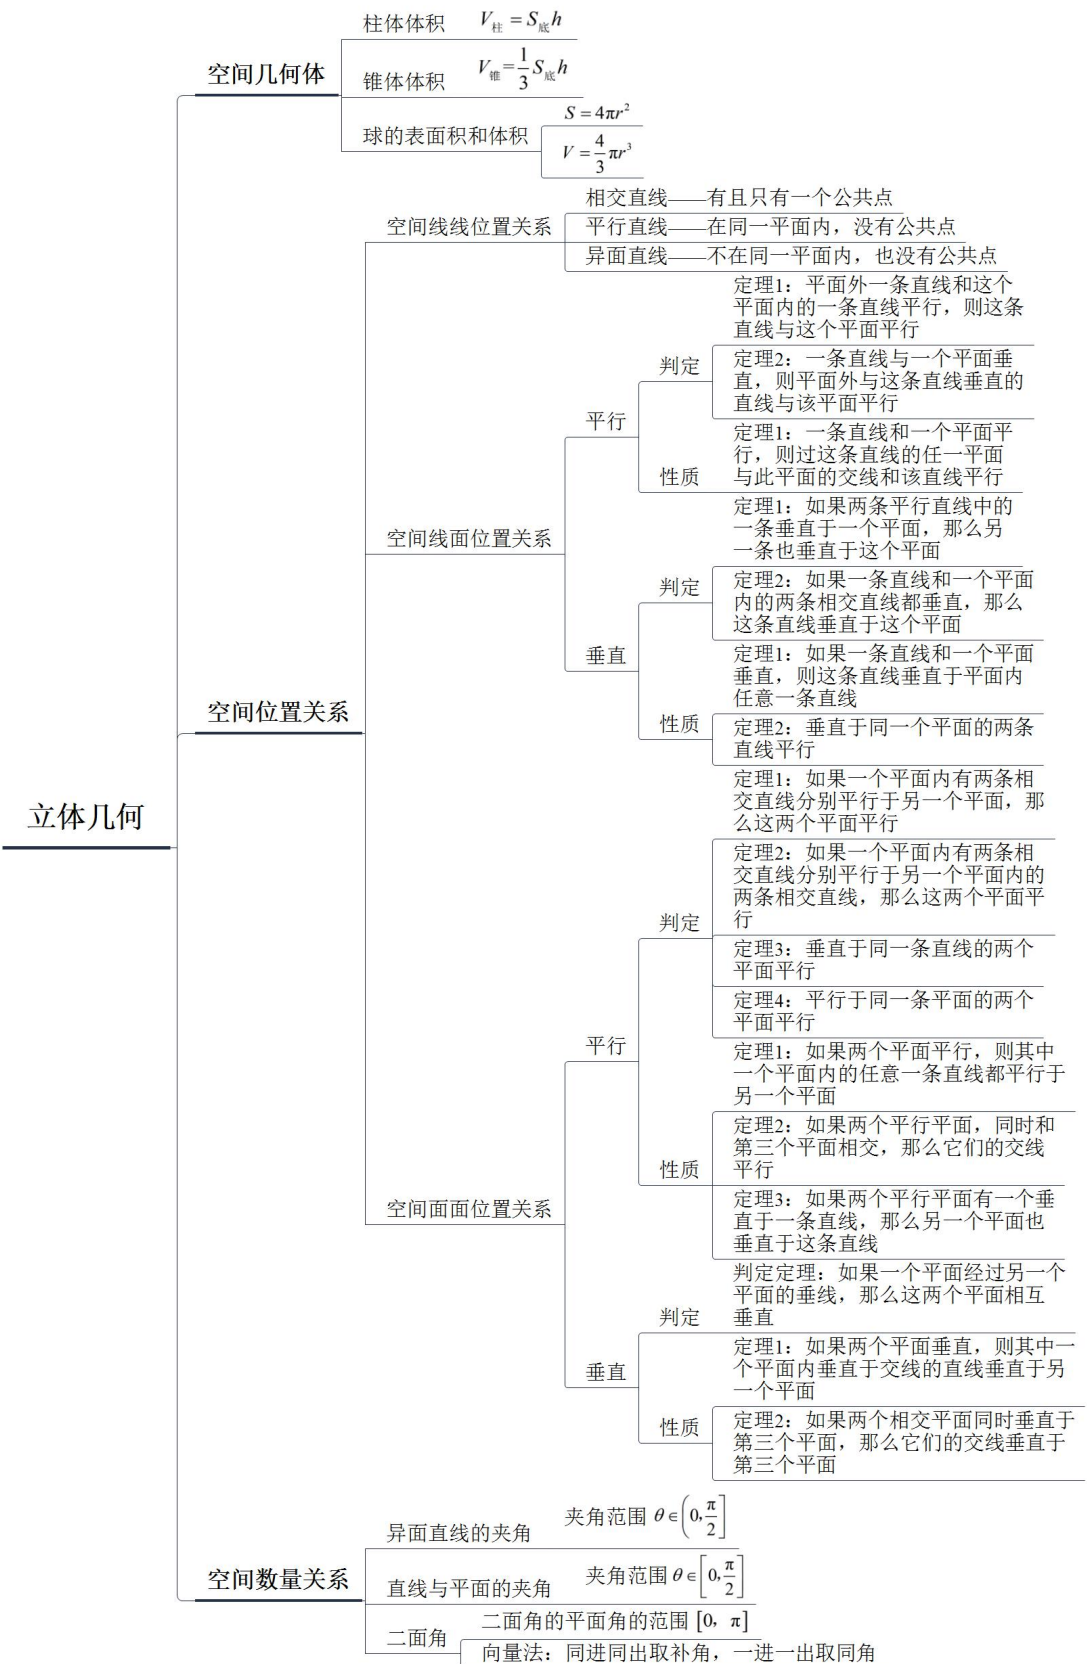 立体几何
空间几何体
柱体体积
V柱 = S底h
锥体体积
V锥=1/3 S底h
球的表面积和体积
S = 4πr²
V = 4/3 πr³
空间位置关系
空间线线位置关系
相交直线——有且只有一个公共点
平行直线——在同一平面内，没有公共点
异面直线——不在同一平面内，也没有公共点
空间线面位置关系
平行
判定
定理1：平面外一条直线和这个
平面内的一条直线平行，则这条
直线与这个平面平行
定理2：一条直线与一个平面垂
直，则平面外与这条直线垂直的
直线与该平面平行
性质
定理1：一条直线和一个平面平
行，则过这条直线的任一平面
与此平面的交线和该直线平行
垂直
判定
定理1：如果两条平行直线中的
一条垂直于一个平面，那么另
一条也垂直于这个平面
定理2：如果一条直线和一个平面
内的两条相交直线都垂直，那么
这条直线垂直于这个平面
性质
定理1：如果一条直线和一个平面
垂直，则这条直线垂直于平面内
任意一条直线
定理2：垂直于同一个平面的两条
直线平行
空间面面位置关系
平行
判定
定理1：如果一个平面内有两条相
交直线分别平行于另一个平面，那
么这两个平面平行
定理2：如果一个平面内有两条相
交直线分别平行于另一个平面内的
两条相交直线，那么这两个平面平
行
定理3：垂直于同一条直线的两个
平面平行
定理4：平行于同一条平面的两个
平面平行
性质
定理1：如果两个平面平行，则其中
一个平面内的任意一条直线都平行于
另一个平面
定理2：如果两个平行平面，同时和
第三个平面相交，那么它们的交线
平行
定理3：如果两个平行平面有一个垂
直于一条直线，那么另一个平面也
垂直于这条直线
垂直
判定
判定定理：如果一个平面经过另一个
平面的垂线，那么这两个平面相互
垂直
性质
定理1：如果两个平面垂直，则其中一
个平面内垂直于交线的直线垂直于另
一个平面
定理2：如果两个相交平面同时垂直于
第三个平面，那么它们的交线垂直于
第三个平面
空间数量关系
异面直线的夹角
夹角范围 θ∈(0,π/2]
直线与平面的夹角
夹角范围 θ∈[0,π/2]
二面角
二面角的平面角的范围 [0，π]
向量法：同进同出取补角，一进一出取同角